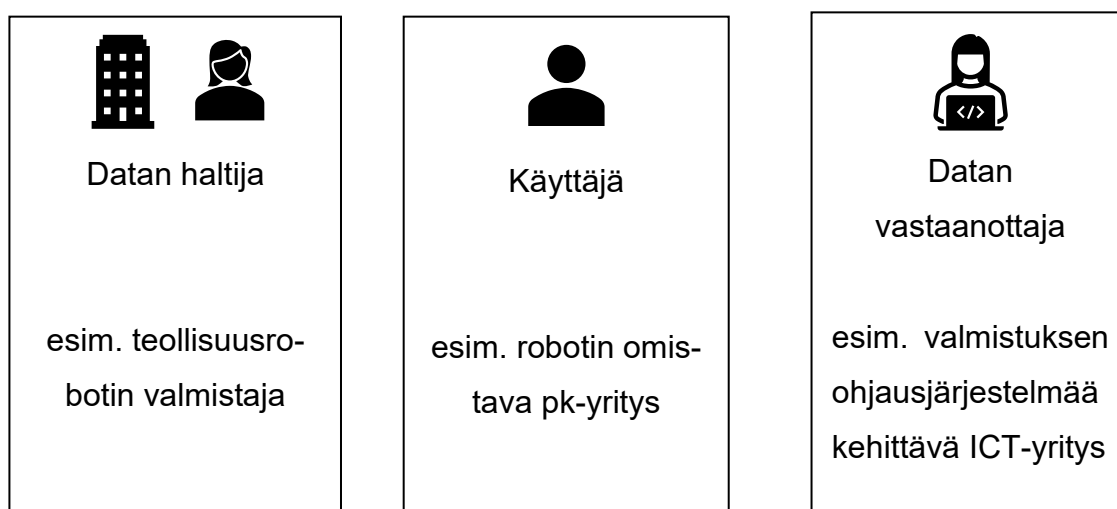 Datan haltija
esim. teollisuusro-
botin valmistaja
Käyttäjä
esim. robotin omis-
tava pk-yritys
</>
Datan
vastaanottaja
esim. valmistuksen
ohjausjärjestelmää
kehittävä ICT-yritys